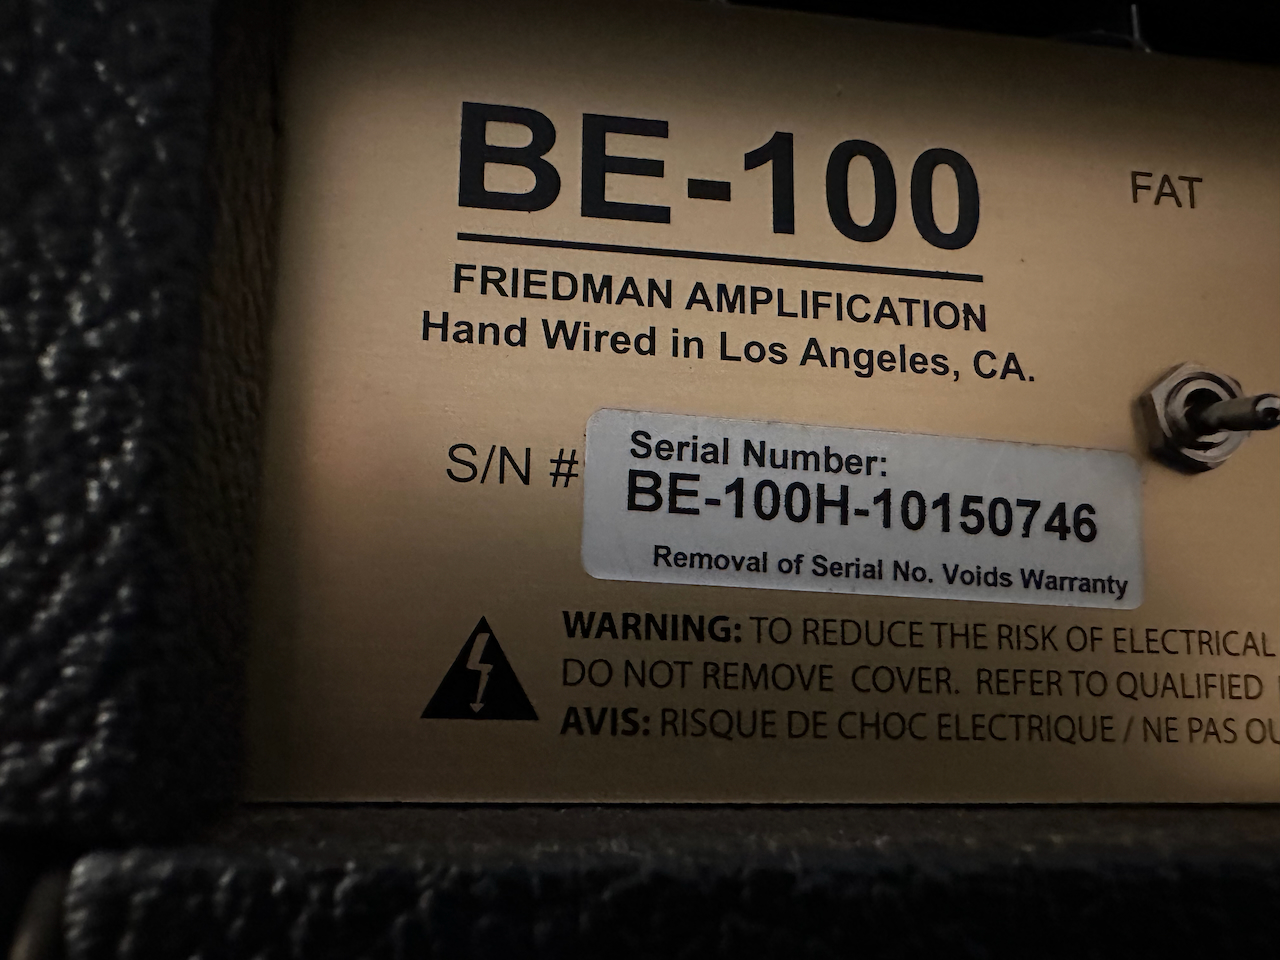 BE-100
FAT
FRIEDMAN AMPLIFICATION
Hand Wired in Los Angeles, CA.
S/N #
Serial Number:
BE-100H-10150746
Removal of Serial No. Voids Warranty
WARNING: TO REDUCE THE RISK OF ELECTRICAL
DO NOT REMOVE COVER. REFER TO QUALIFIED
AVIS: RISQUE DE CHOC ELECTRIQUE / NE PAS